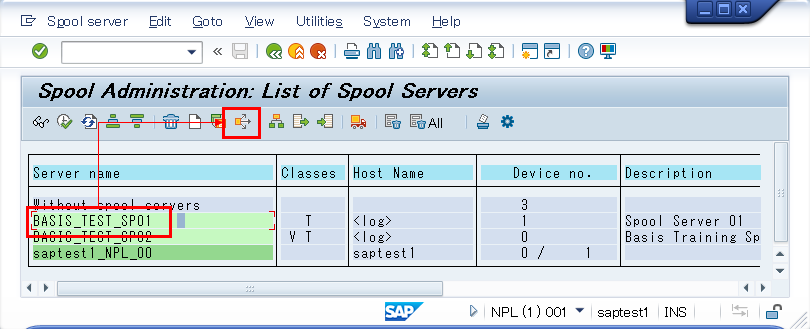 Spool server Edit Goto View Utilities System Help
Spool Administration: List of Spool Servers
All
Server name Classes Host Name Device no. Description
Without spool servers 3
BASIS_TEST_SP01 T <log> 1 Spool Server 01
BASIS_TEST_SP02 V T <log> 0 Basis Training Sp
saptest1_NPL_00 saptest1 0 / 1
SAP NPL (1) 001 saptest1 INS